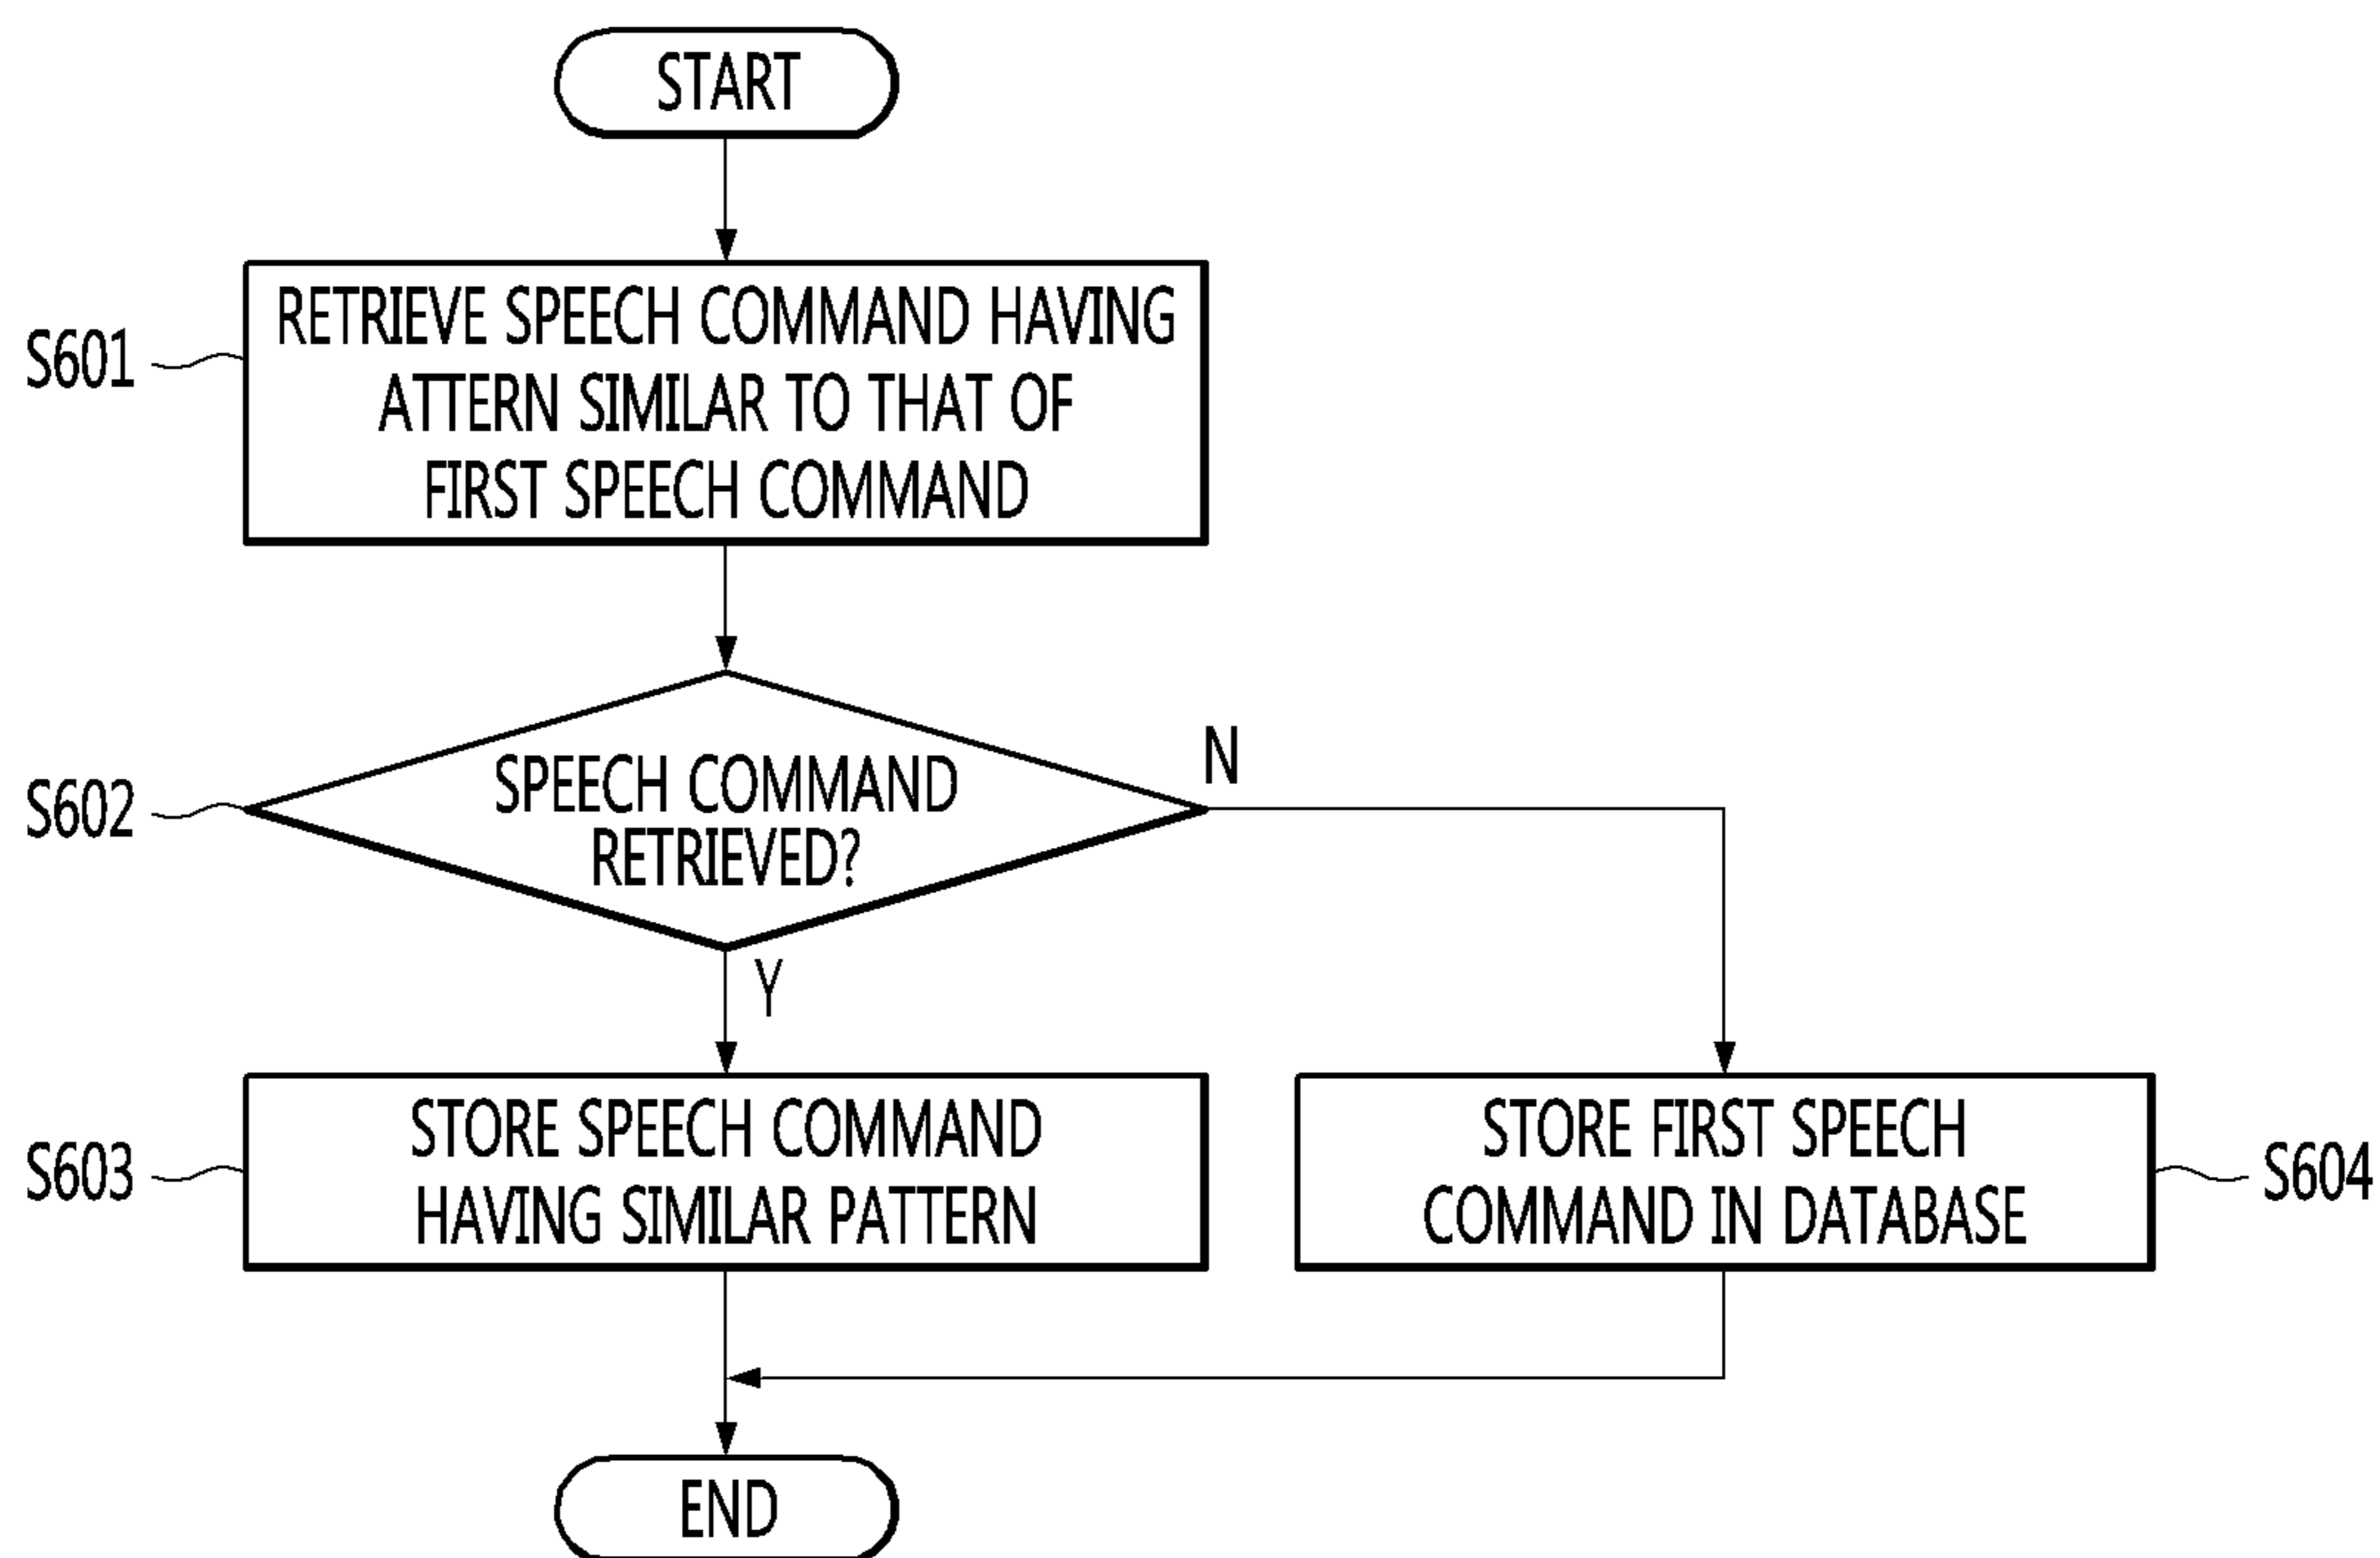 START
S601
RETRIEVE SPEECH COMMAND HAVING
ATTERN SIMILAR TO THAT OF
FIRST SPEECH COMMAND
S602
SPEECH COMMAND
RETRIEVED?
N
Y
S603
STORE SPEECH COMMAND
HAVING SIMILAR PATTERN
STORE FIRST SPEECH
COMMAND IN DATABASE
S604
END